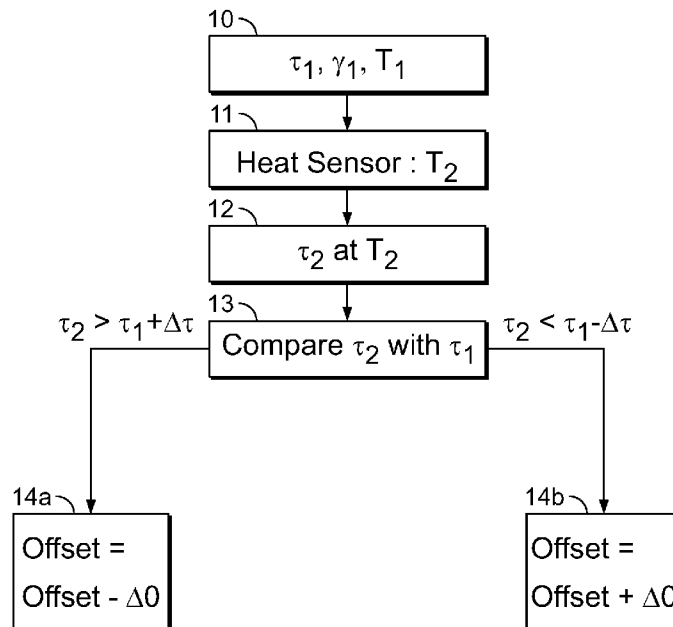 10
τ₁, γ₁, T₁
11
Heat Sensor : T₂
12
τ₂ at T₂
13
τ₂ > τ₁+Δτ
Compare τ₂ with τ₁
τ₂ < τ₁-Δτ
14a
Offset =
Offset - Δ0
14b
Offset =
Offset + Δ0